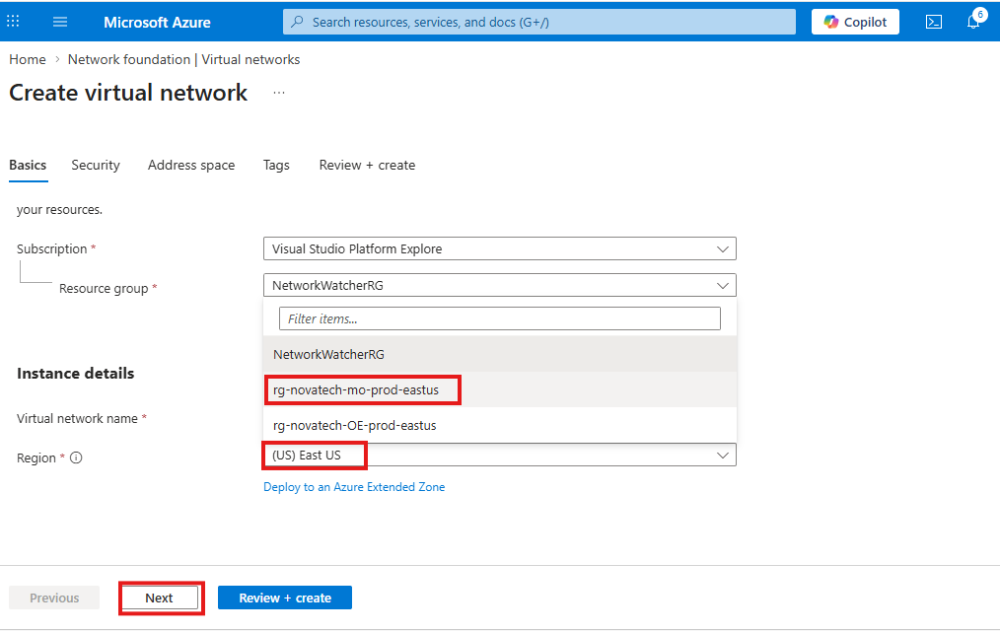 Microsoft Azure
Search resources, services, and docs (G+/)
Copilot
6
Home > Network foundation | Virtual networks
Create virtual network ...
Basics Security Address space Tags Review + create
your resources.
Subscription * Visual Studio Platform Explore
Resource group * NetworkWatcherRG
Filter items...
NetworkWatcherRG
rg-novatech-mo-prod-eastus
rg-novatech-OE-prod-eastus
Instance details
Virtual network name *
Region * (US) East US
Deploy to an Azure Extended Zone
Previous Next Review + create